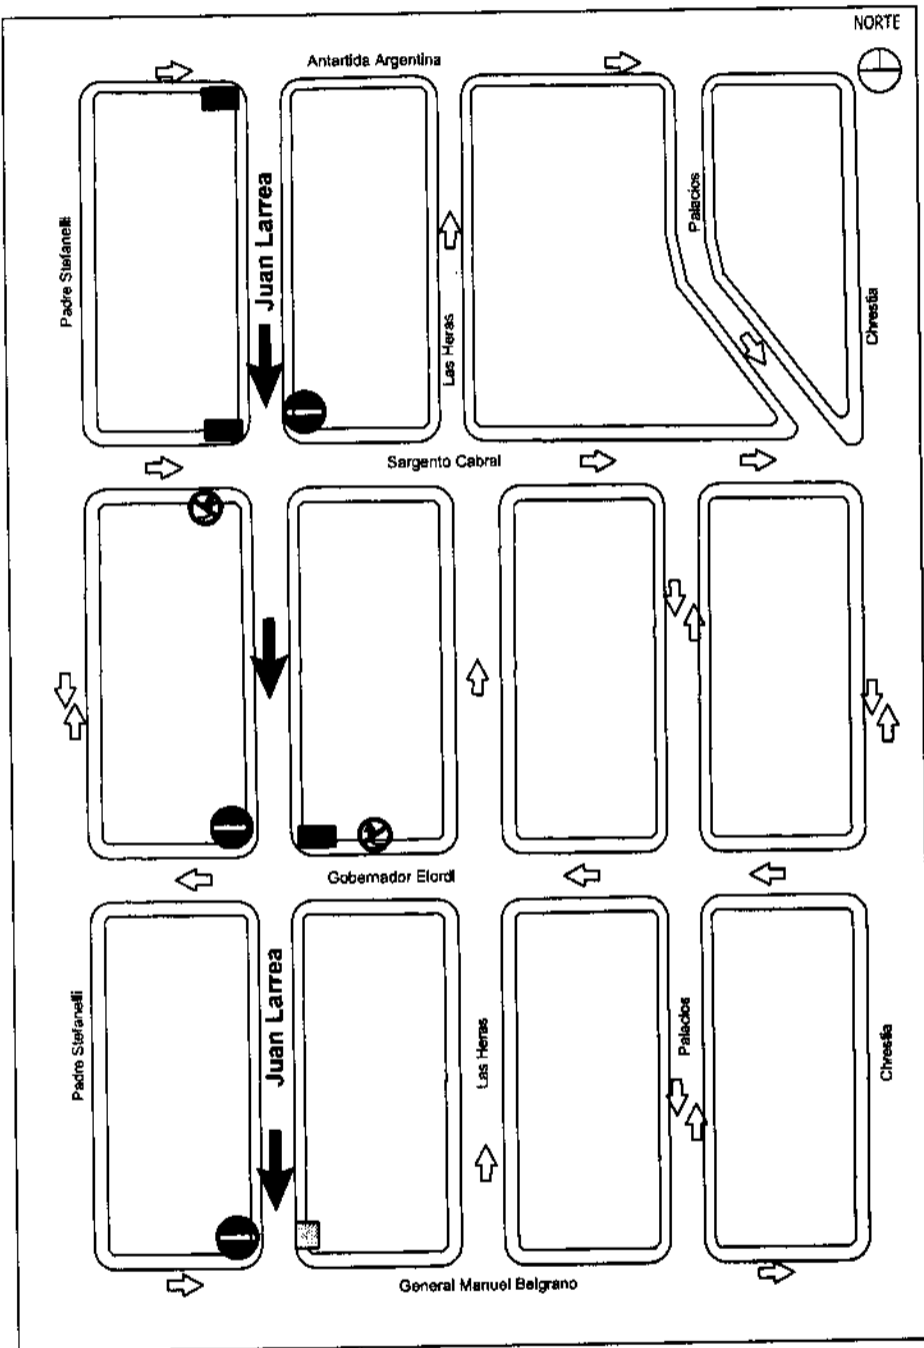 NORTE
Antartida Argentina
Padre Stefanelli
Juan Larrea
Las Heras
Palacios
Chrestia
Sargento Cabral
Gobernador Elordi
Padre Stefanelli
Juan Larrea
Las Heras
Palacios
Chrestia
General Manuel Belgrano